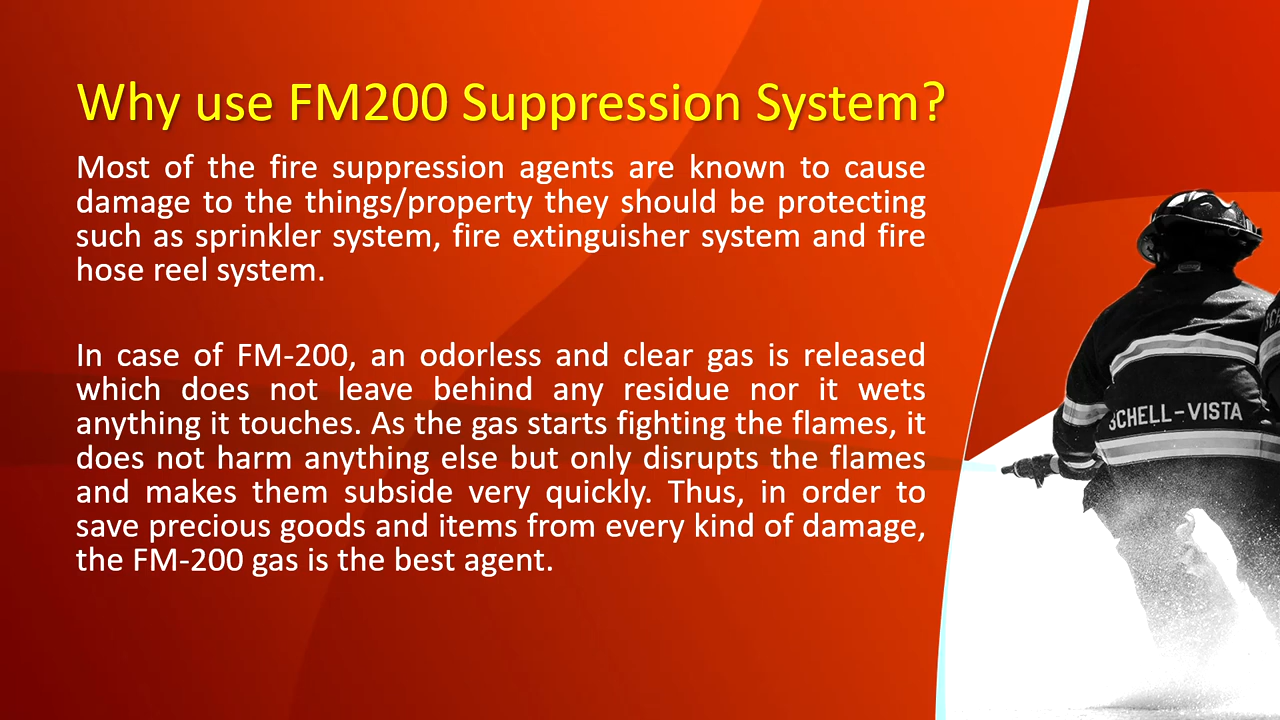 Why use FM200 Suppression System?
Most of the fire suppression agents are known to cause
damage to the things/property they should be protecting
such as sprinkler system, fire extinguisher system and fire
hose reel system.
In case of FM-200, an odorless and clear gas is released
which does not leave behind any residue nor it wets
anything it touches. As the gas starts fighting the flames, it
does not harm anything else but only disrupts the flames
and makes them subside very quickly. Thus, in order to
save precious goods and items from every kind of damage,
the FM-200 gas is the best agent.
SCHELL-VISTA